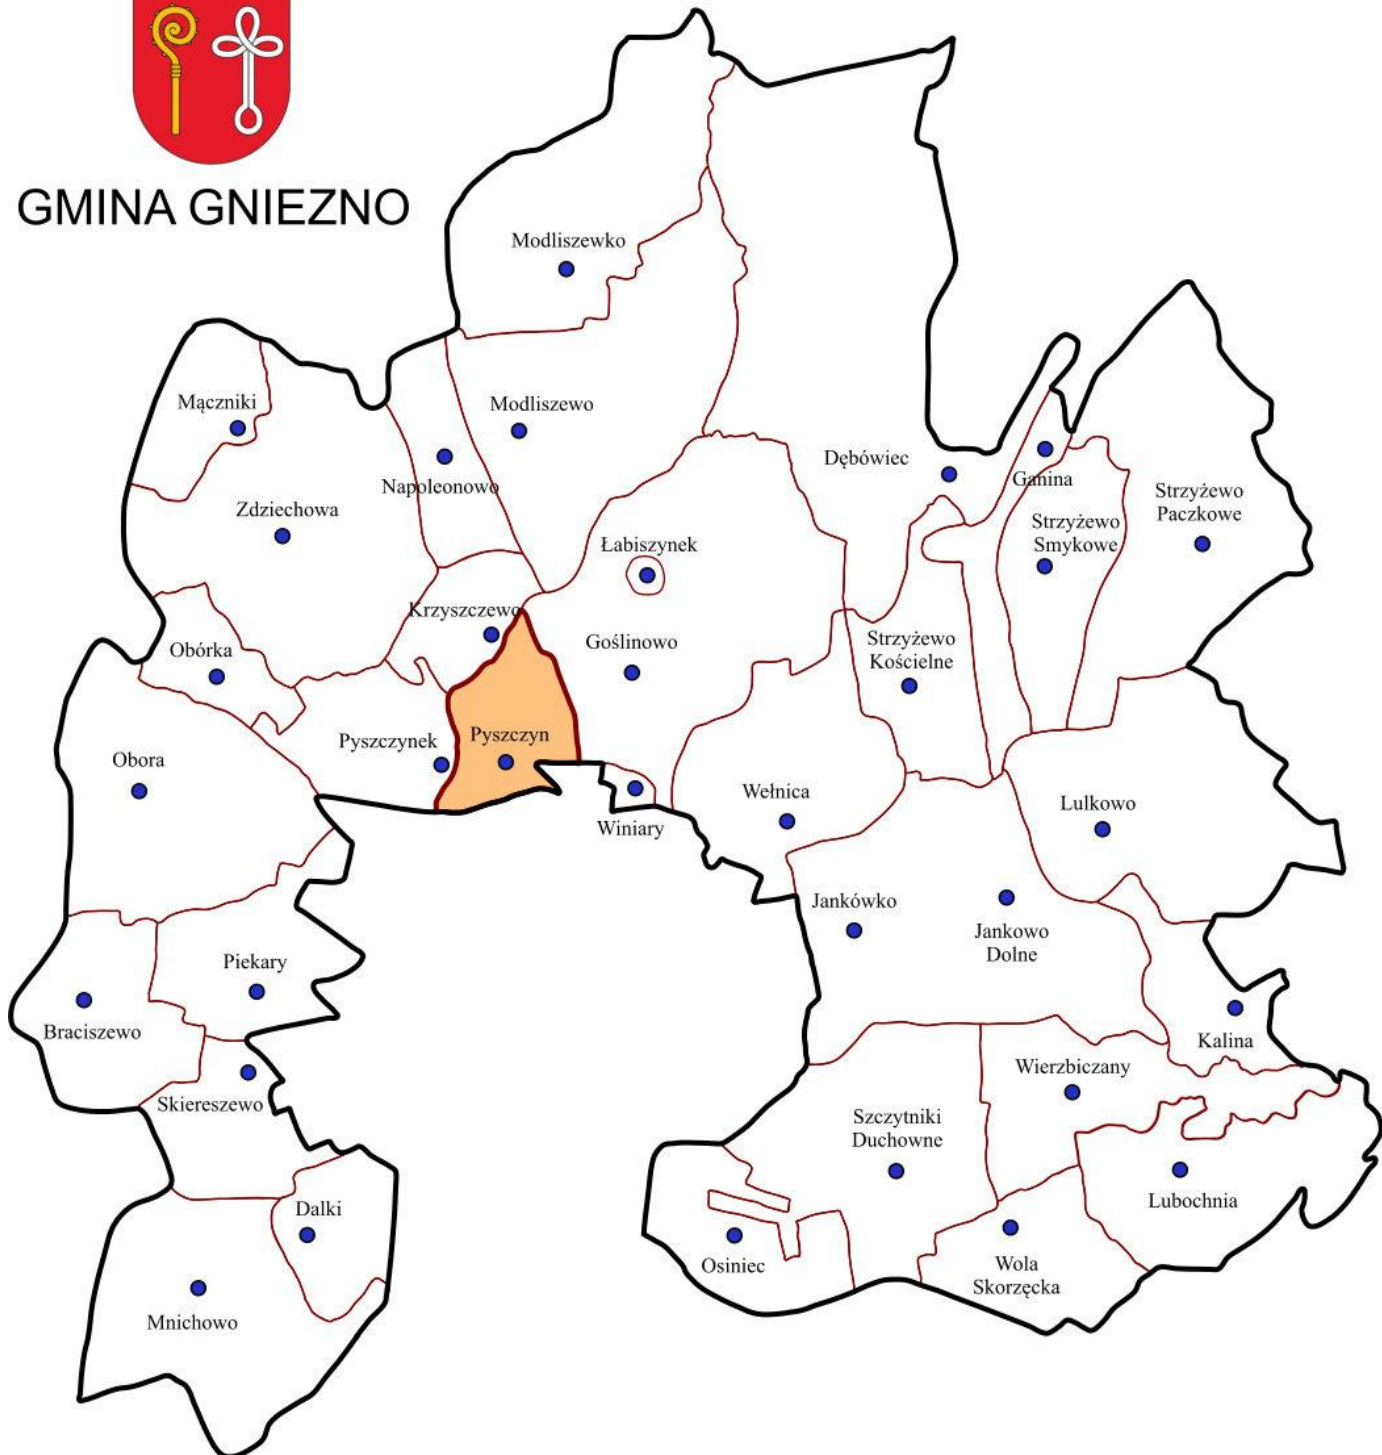 GMINA GNIEZNO
Modliszewko
Mączniki
Modliszewo
Dębówiec
Napoleonowo
Ganina
Zdziechowa
Strzyżewo
Paczkowe
Strzyżewo
Smykowe
Łabiszynek
Krzyszczewo
Obórka
Goślinowo
Strzyżewo
Kościelne
Pyszczynek
Pyszczyn
Obora
Wełnica
Lulkowo
Winiary
Jankówko
Jankowo
Dolne
Piekary
Braciszewo
Kalina
Skiereszewo
Wierzbiczany
Szczytniki
Duchowne
Lubochnia
Dalki
Osiniec
Wola
Skorzęcka
Mnichowo